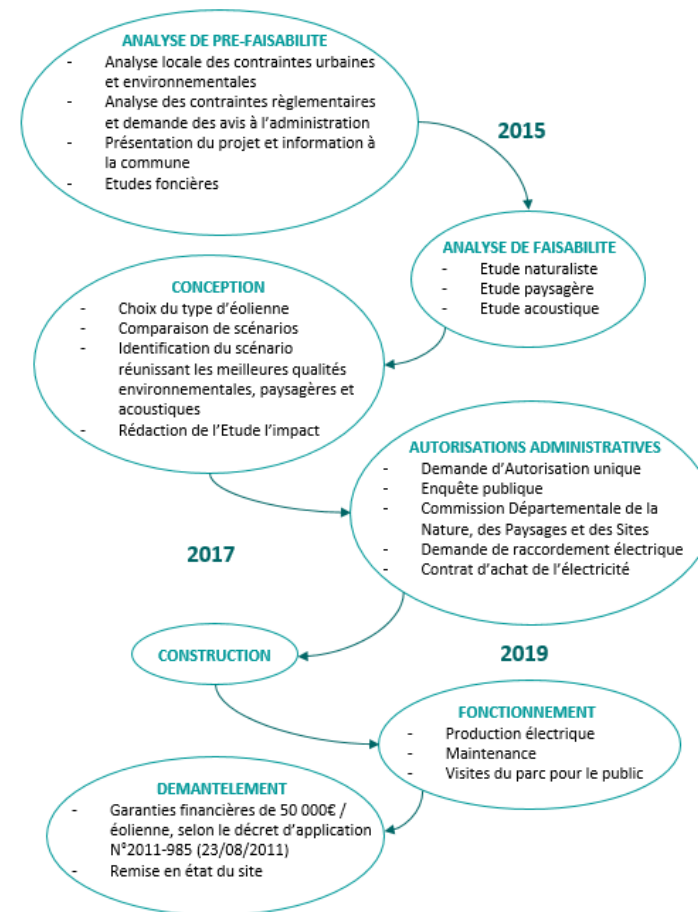 ANALYSE DE PRE-FAISABILITE
- Analyse locale des contraintes urbaines
et environnementales
- Analyse des contraintes règlementaires
et demande des avis à l'administration
- Présentation du projet et information à
la commune
- Etudes foncières
2015
ANALYSE DE FAISABILITE
- Etude naturaliste
- Etude paysagère
- Etude acoustique
CONCEPTION
- Choix du type d'éolienne
- Comparaison de scénarios
- Identification du scénario
réunissant les meilleures qualités
environnementales, paysagères et
acoustiques
- Rédaction de l'Etude l'impact
AUTORISATIONS ADMINISTRATIVES
- Demande d'Autorisation unique
- Enquête publique
- Commission Départementale de la
Nature, des Paysages et des Sites
- Demande de raccordement électrique
- Contrat d'achat de l'électricité
2017
CONSTRUCTION
2019
FONCTIONNEMENT
- Production électrique
- Maintenance
- Visites du parc pour le public
DEMANTELEMENT
- Garanties financières de 50 000€ /
éolienne, selon le décret d'application
N°2011-985 (23/08/2011)
- Remise en état du site